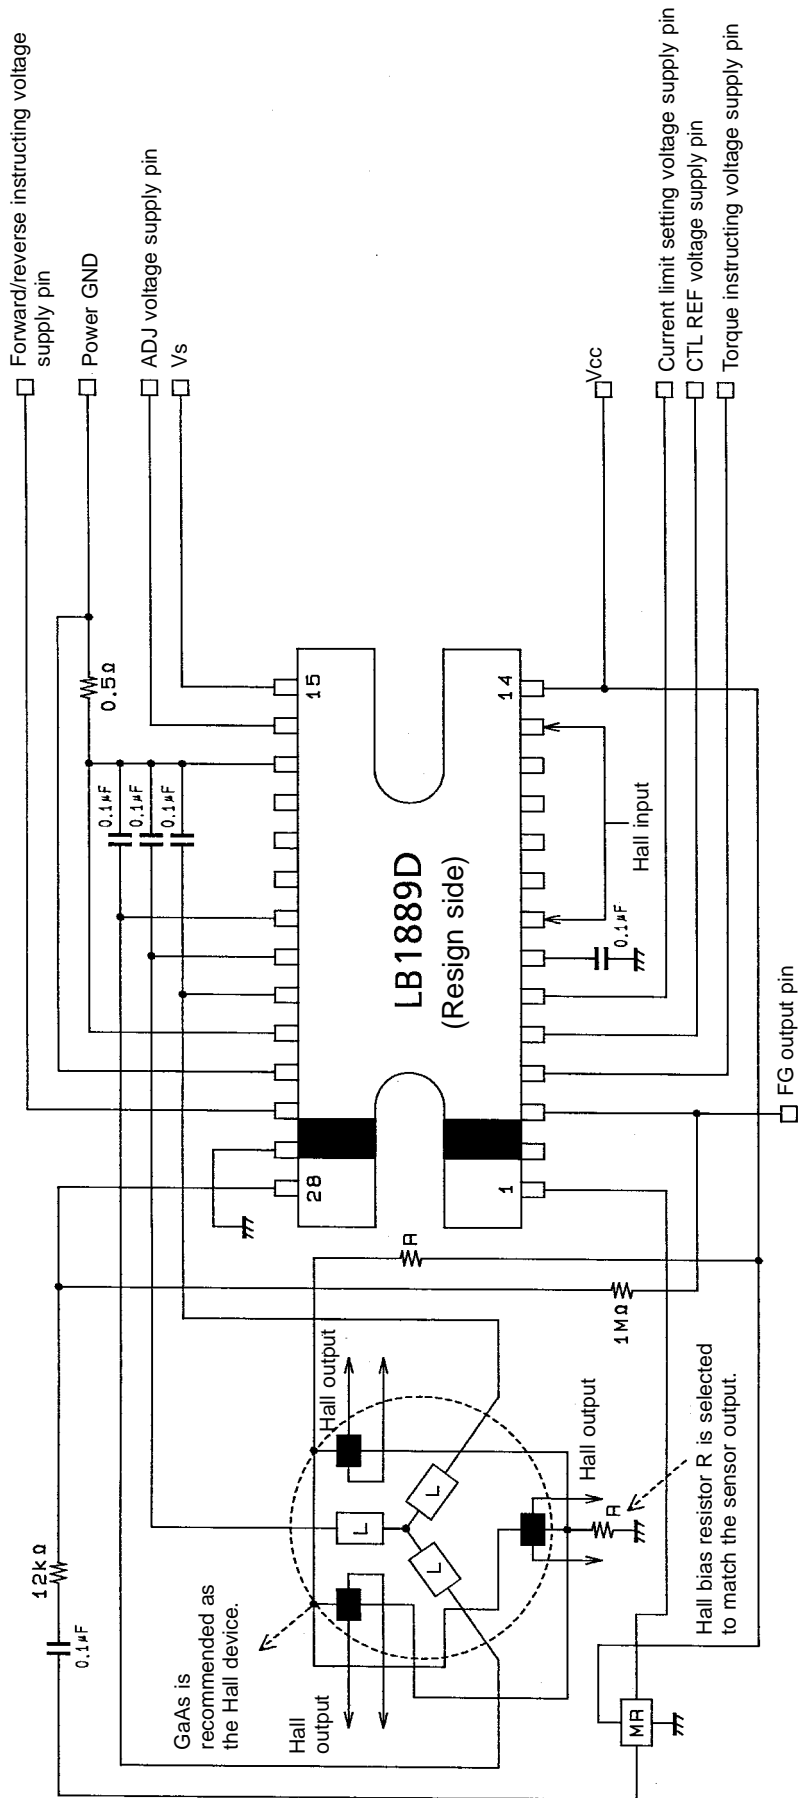 Forward/reverse instructing voltage
supply pin
Power GND
ADJ voltage supply pin
Vs
Vcc
Current limit setting voltage supply pin
CTL REF voltage supply pin
Torque instructing voltage supply pin
0.5Ω
0.1μF
0.1μF
0.1μF
15
14
LB1889D
(Resign side)
28
1
Hall input
0.1μF
FG output pin
R
1MΩ
12kΩ
0.1μF
Hall output
Hall output
Hall
output
L
L
L
R
GaAs is
recommended as
the Hall device.
Hall bias resistor R is selected
to match the sensor output.
MR